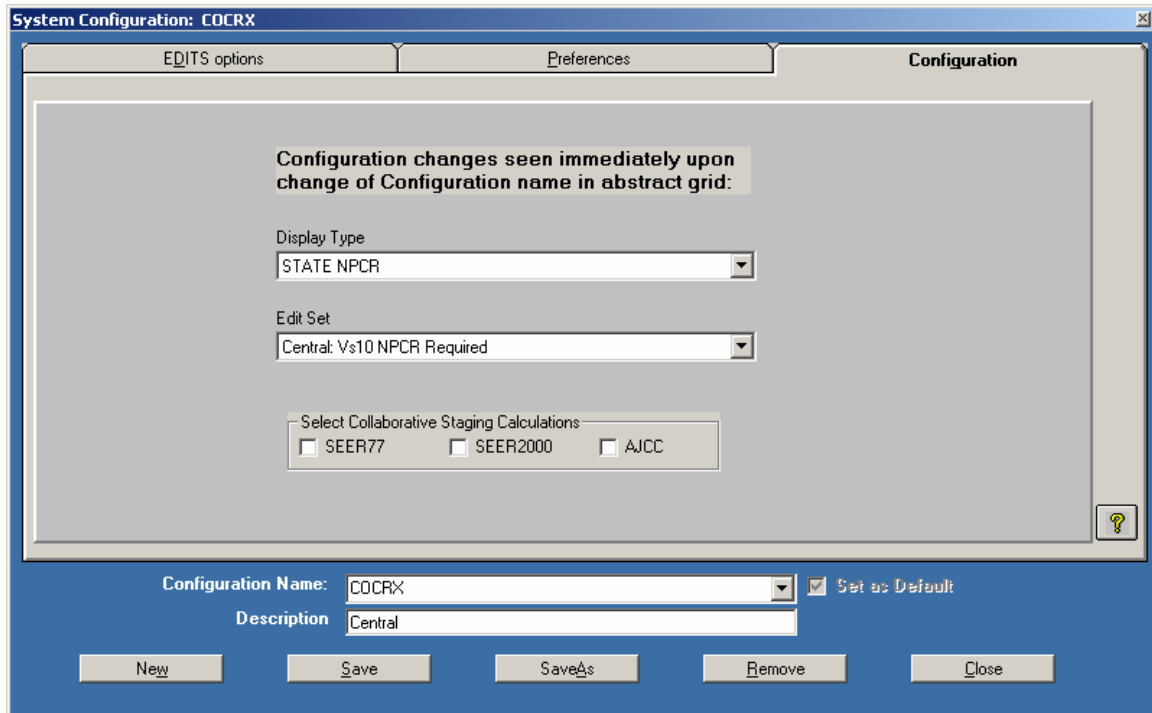 System Configuration: COCRX
EDITS options
Preferences
Configuration
Configuration changes seen immediately upon
change of Configuration name in abstract grid:
Display Type
STATE NPCR
Edit Set
Central: Vs10 NPCR Required
Select Collaborative Staging Calculations
SEER77 SEER2000 AJCC
?
Configuration Name: COCRX Set as Default
Description Central
New Save SaveAs Remove Close